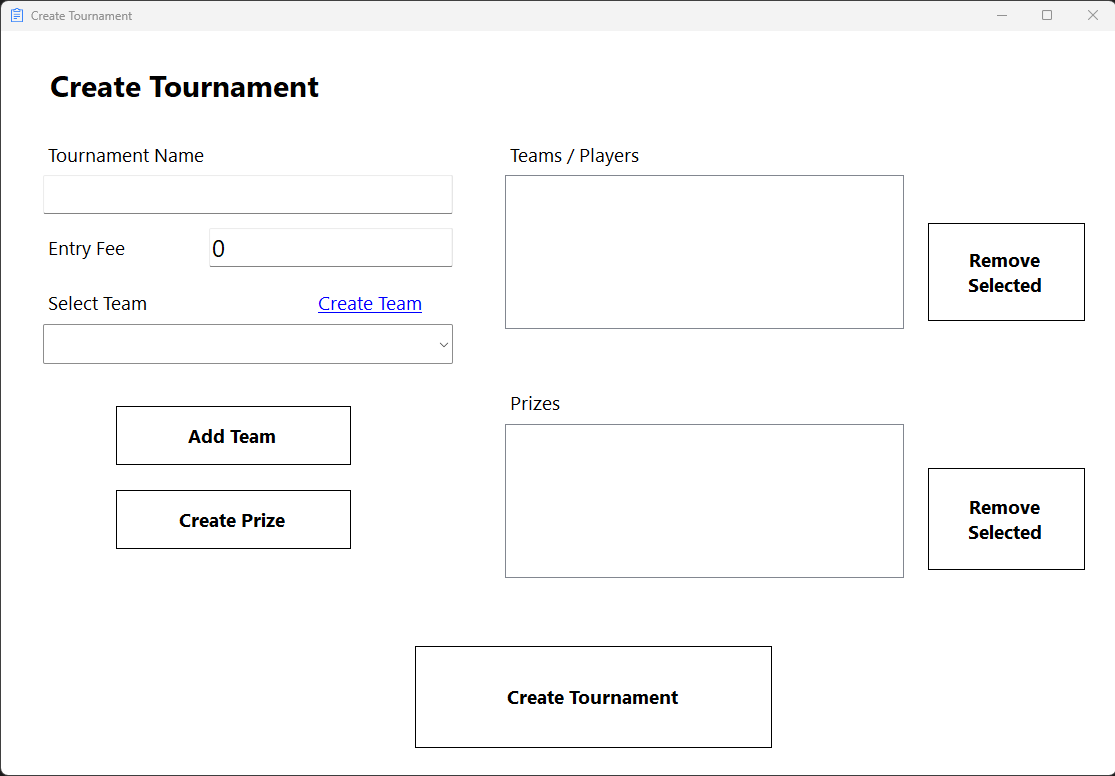 Create Tournament
Create Tournament
Tournament Name
Entry Fee
0
Select Team
Create Team
Add Team
Create Prize
Teams / Players
Remove
Selected
Prizes
Remove
Selected
Create Tournament